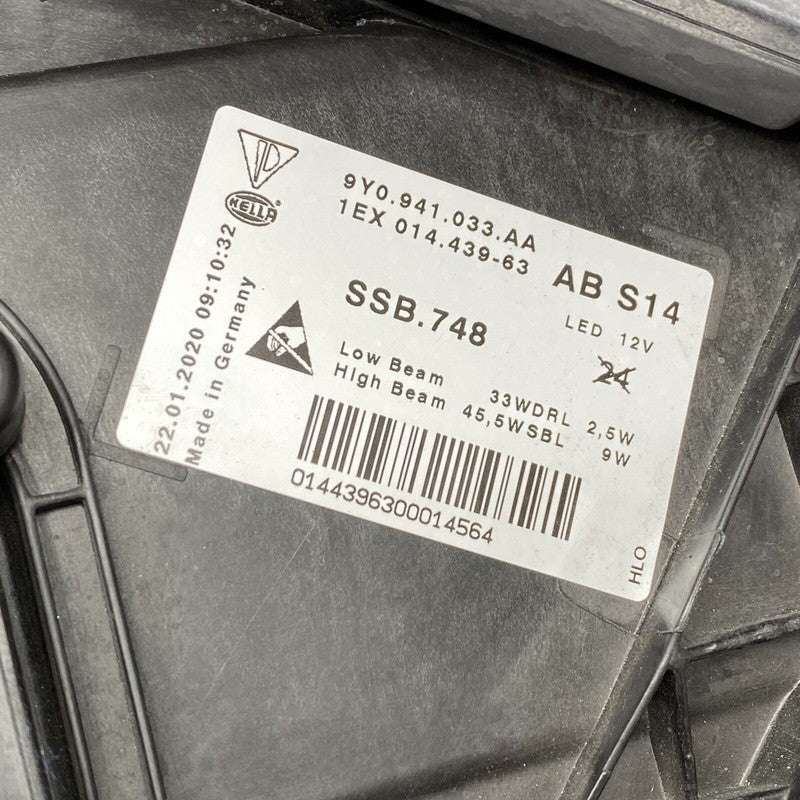 HELLA
9Y0.941.033.AA
1EX 014.439-63
AB S14
SSB.748
LED 12V
24
Low Beam 33WDRL 2,5W
HIgh Beam 45,5WSBL 9W
22.01.2020 09:10:32
Made in Germany
0144396300014564
HLO